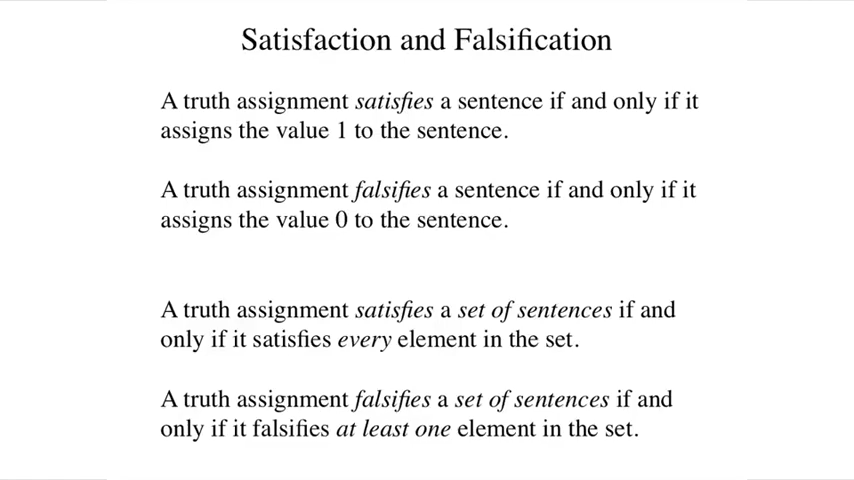 Satisfaction and Falsification
A truth assignment satisfies a sentence if and only if it
assigns the value 1 to the sentence.
A truth assignment falsifies a sentence if and only if it
assigns the value 0 to the sentence.
A truth assignment satisfies a set of sentences if and
only if it satisfies every element in the set.
A truth assignment falsifies a set of sentences if and
only if it falsifies at least one element in the set.